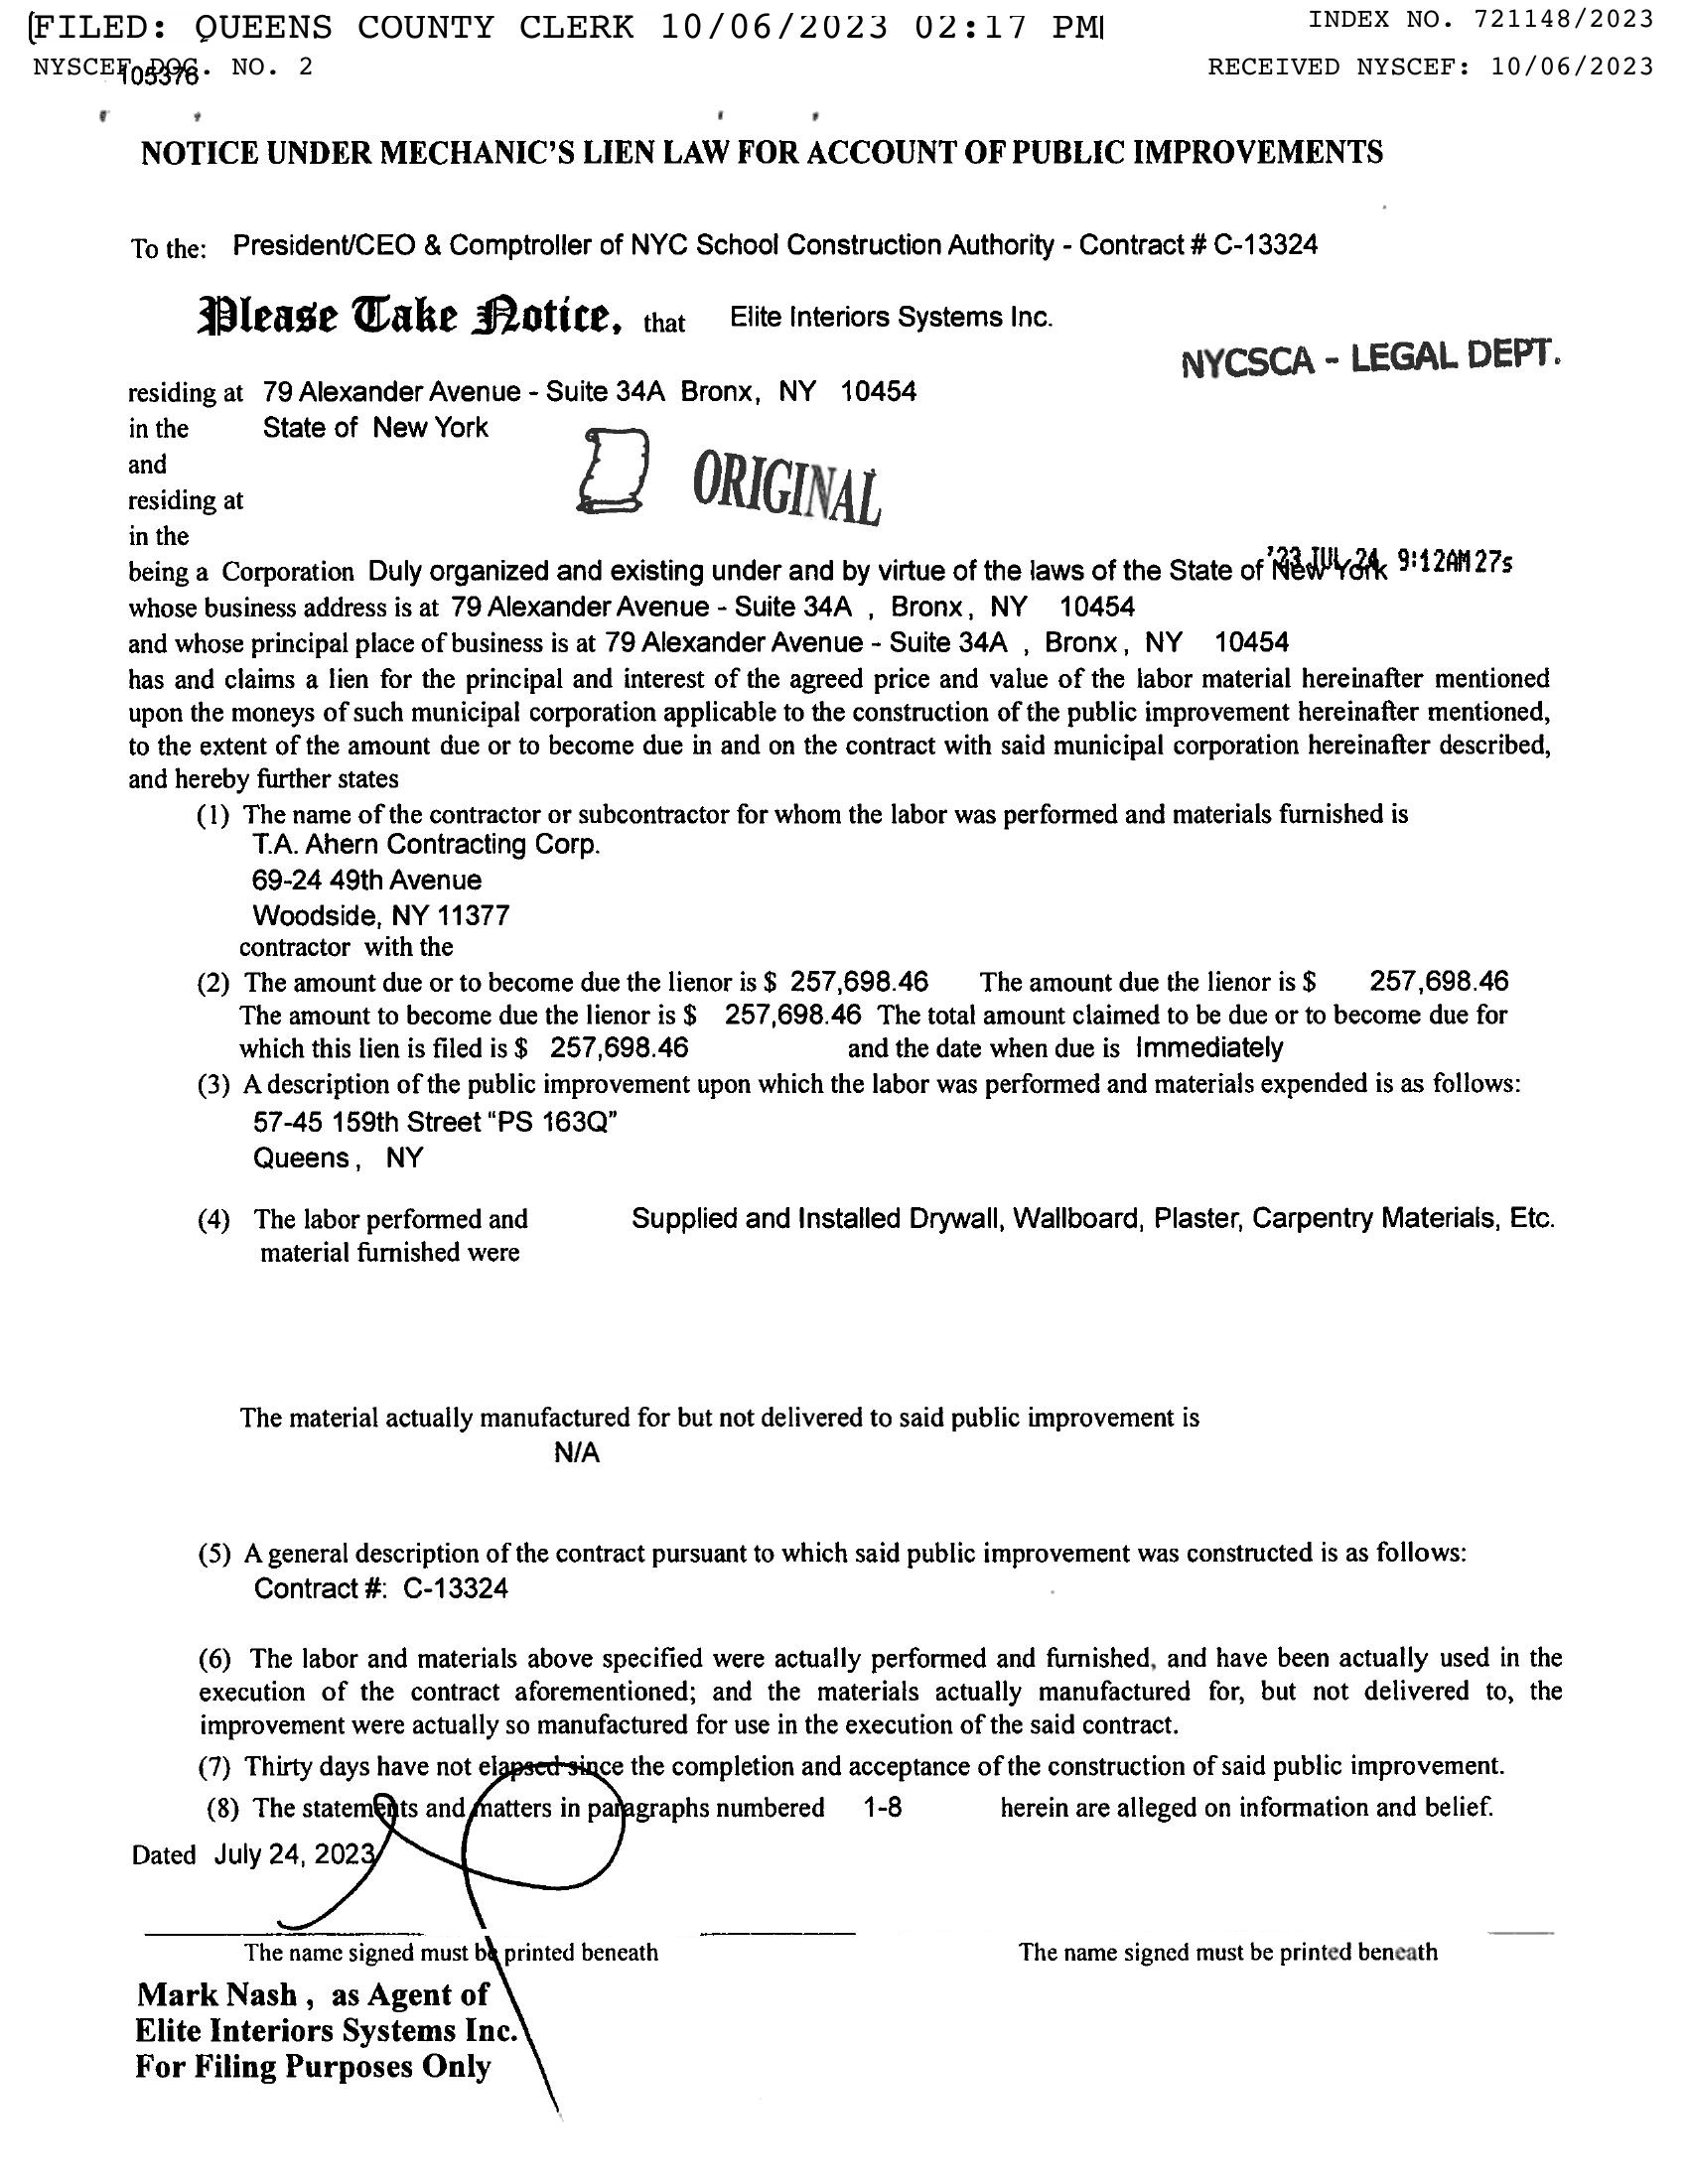 FILED: QUEENS COUNTY CLERK 10/06/2023 02:17 PM
INDEX NO. 721148/2023
NYSCEF DOC. NO. 2
RECEIVED NYSCEF: 10/06/2023
105376
NOTICE UNDER MECHANIC'S LIEN LAW FOR ACCOUNT OF PUBLIC IMPROVEMENTS
To the: President/CEO & Comptroller of NYC School Construction Authority - Contract # C-13324
Please Take Notice, that Elite Interiors Systems Inc.
NYCSCA - LEGAL DEPT.
residing at 79 Alexander Avenue - Suite 34A Bronx, NY 10454
in the State of New York
and
ORIGINAL
residing at
in the
'23 JUL 24 9:12AM 27s
being a Corporation Duly organized and existing under and by virtue of the laws of the State of New York
whose business address is at 79 Alexander Avenue - Suite 34A , Bronx, NY 10454
and whose principal place of business is at 79 Alexander Avenue - Suite 34A , Bronx, NY 10454
has and claims a lien for the principal and interest of the agreed price and value of the labor material hereinafter mentioned
upon the moneys of such municipal corporation applicable to the construction of the public improvement hereinafter mentioned,
to the extent of the amount due or to become due in and on the contract with said municipal corporation hereinafter described,
and hereby further states
(1) The name of the contractor or subcontractor for whom the labor was performed and materials furnished is
T.A. Ahern Contracting Corp.
69-24 49th Avenue
Woodside, NY 11377
contractor with the
(2) The amount due or to become due the lienor is $ 257,698.46 The amount due the lienor is $ 257,698.46
The amount to become due the lienor is $ 257,698.46 The total amount claimed to be due or to become due for
which this lien is filed is $ 257,698.46 and the date when due is Immediately
(3) A description of the public improvement upon which the labor was performed and materials expended is as follows:
57-45 159th Street "PS 163Q"
Queens, NY
(4) The labor performed and Supplied and Installed Drywall, Wallboard, Plaster, Carpentry Materials, Etc.
material furnished were
The material actually manufactured for but not delivered to said public improvement is
N/A
(5) A general description of the contract pursuant to which said public improvement was constructed is as follows:
Contract #: C-13324
(6) The labor and materials above specified were actually performed and furnished, and have been actually used in the
execution of the contract aforementioned; and the materials actually manufactured for, but not delivered to, the
improvement were actually so manufactured for use in the execution of the said contract.
(7) Thirty days have not elapsed since the completion and acceptance of the construction of said public improvement.
(8) The statements and matters in paragraphs numbered 1-8 herein are alleged on information and belief.
Dated July 24, 2023
The name signed must be printed beneath The name signed must be printed beneath
Mark Nash , as Agent of
Elite Interiors Systems Inc.
For Filing Purposes Only